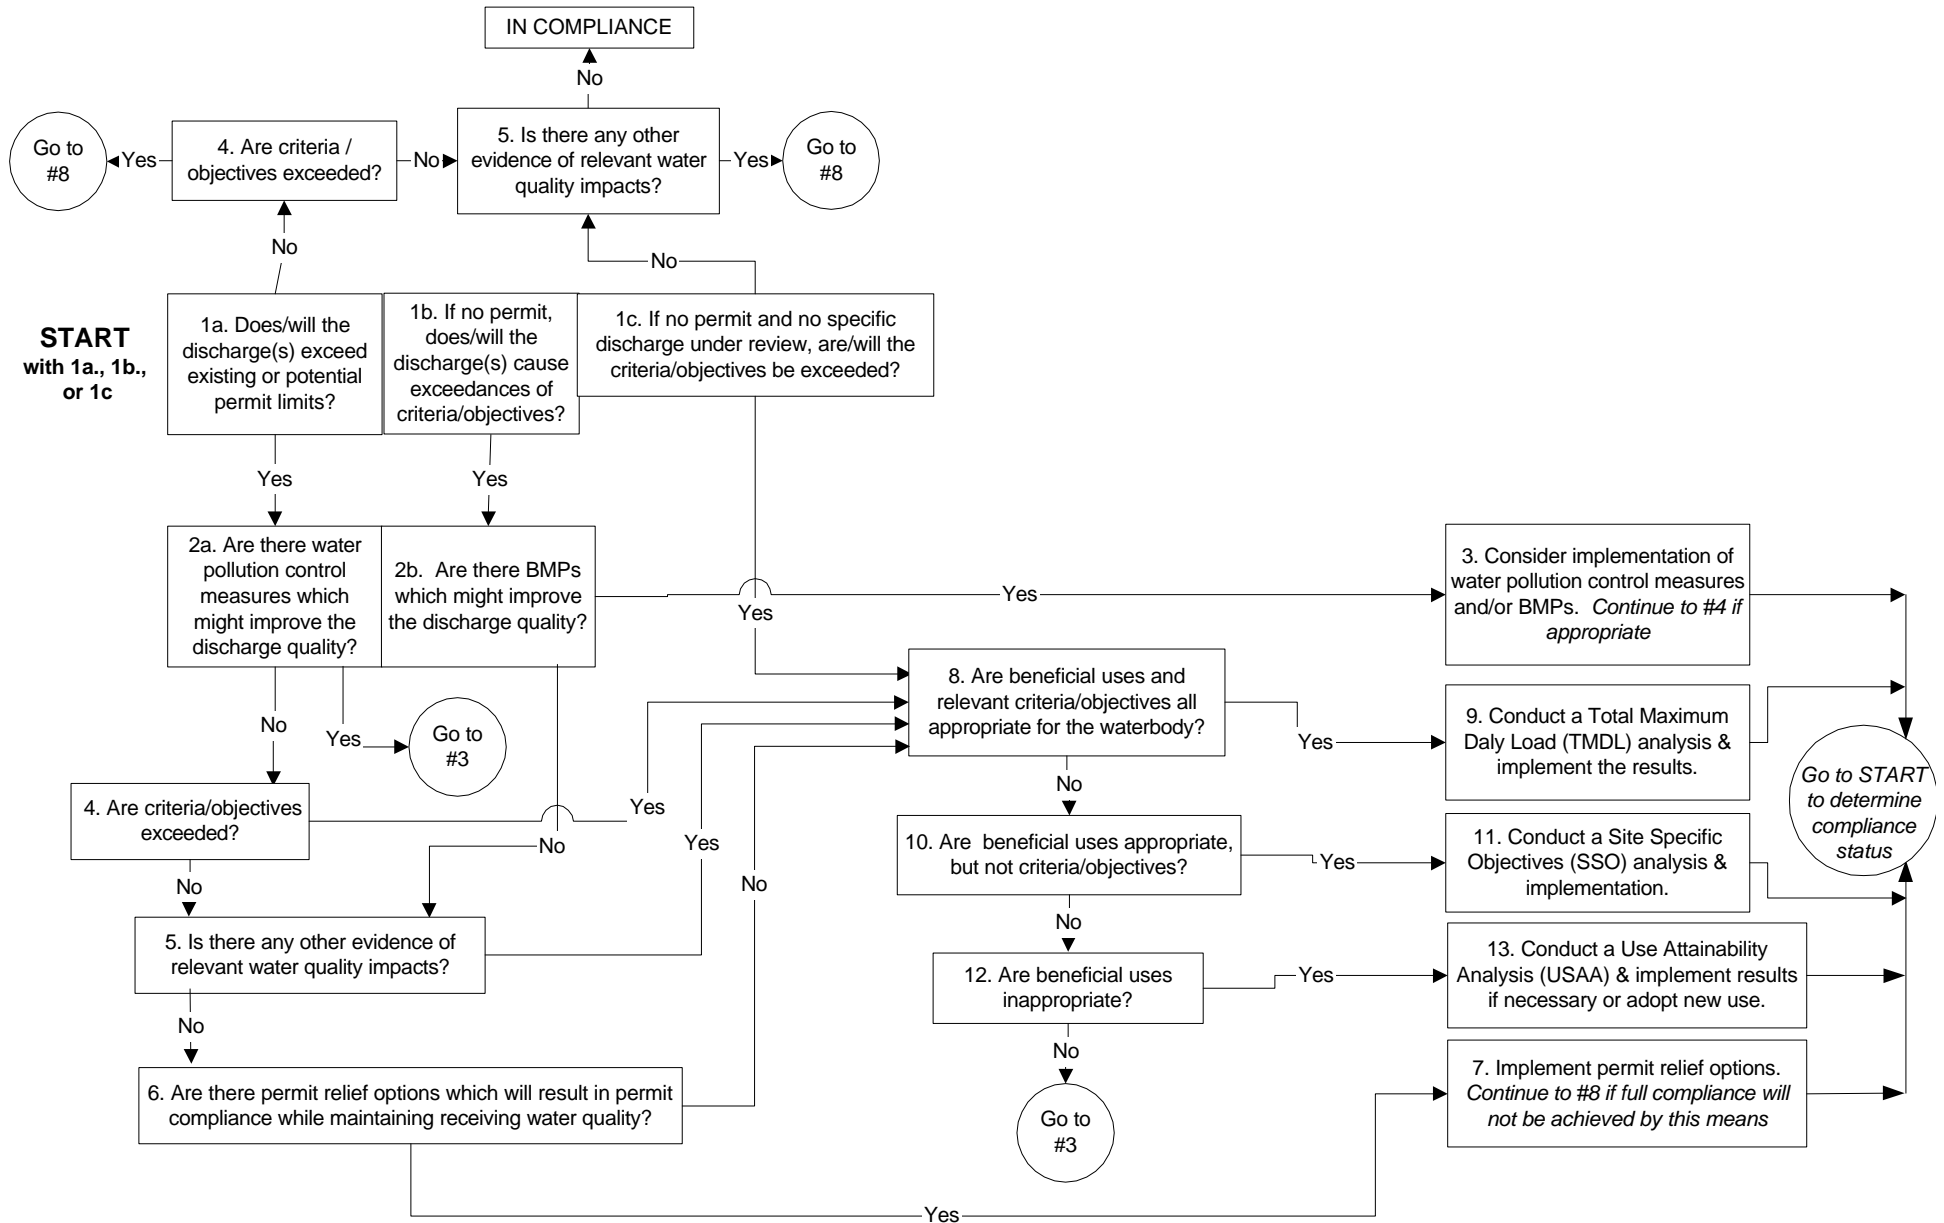 IN COMPLIANCE
No
Go to
#8
Yes
4. Are criteria /
objectives exceeded?
No
5. Is there any other
evidence of relevant water
quality impacts?
Yes
Go to
#8
No
No
START
with 1a., 1b.,
or 1c
1a. Does/will the
discharge(s) exceed
existing or potential
permit limits?
1b. If no permit,
does/will the
discharge(s) cause
exceedances of
criteria/objectives?
1c. If no permit and no specific
discharge under review, are/will the
criteria/objectives be exceeded?
Yes
Yes
2a. Are there water
pollution control
measures which
might improve the
discharge quality?
2b. Are there BMPs
which might improve
the discharge quality?
Yes
Yes
3. Consider implementation of
water pollution control measures
and/or BMPs. Continue to #4 if
appropriate
No
Yes
Go to
#3
8. Are beneficial uses and
relevant criteria/objectives all
appropriate for the waterbody?
Yes
9. Conduct a Total Maximum
Daly Load (TMDL) analysis &
implement the results.
Go to START
to determine
compliance
status
4. Are criteria/objectives
exceeded?
Yes
No
Yes
No
No
No
10. Are beneficial uses appropriate,
but not criteria/objectives?
Yes
11. Conduct a Site Specific
Objectives (SSO) analysis &
implementation.
No
5. Is there any other evidence of
relevant water quality impacts?
12. Are beneficial uses
inappropriate?
Yes
13. Conduct a Use Attainability
Analysis (USAA) & implement results
if necessary or adopt new use.
No
No
6. Are there permit relief options which will result in permit
compliance while maintaining receiving water quality?
Go to
#3
7. Implement permit relief options.
Continue to #8 if full compliance will
not be achieved by this means
Yes